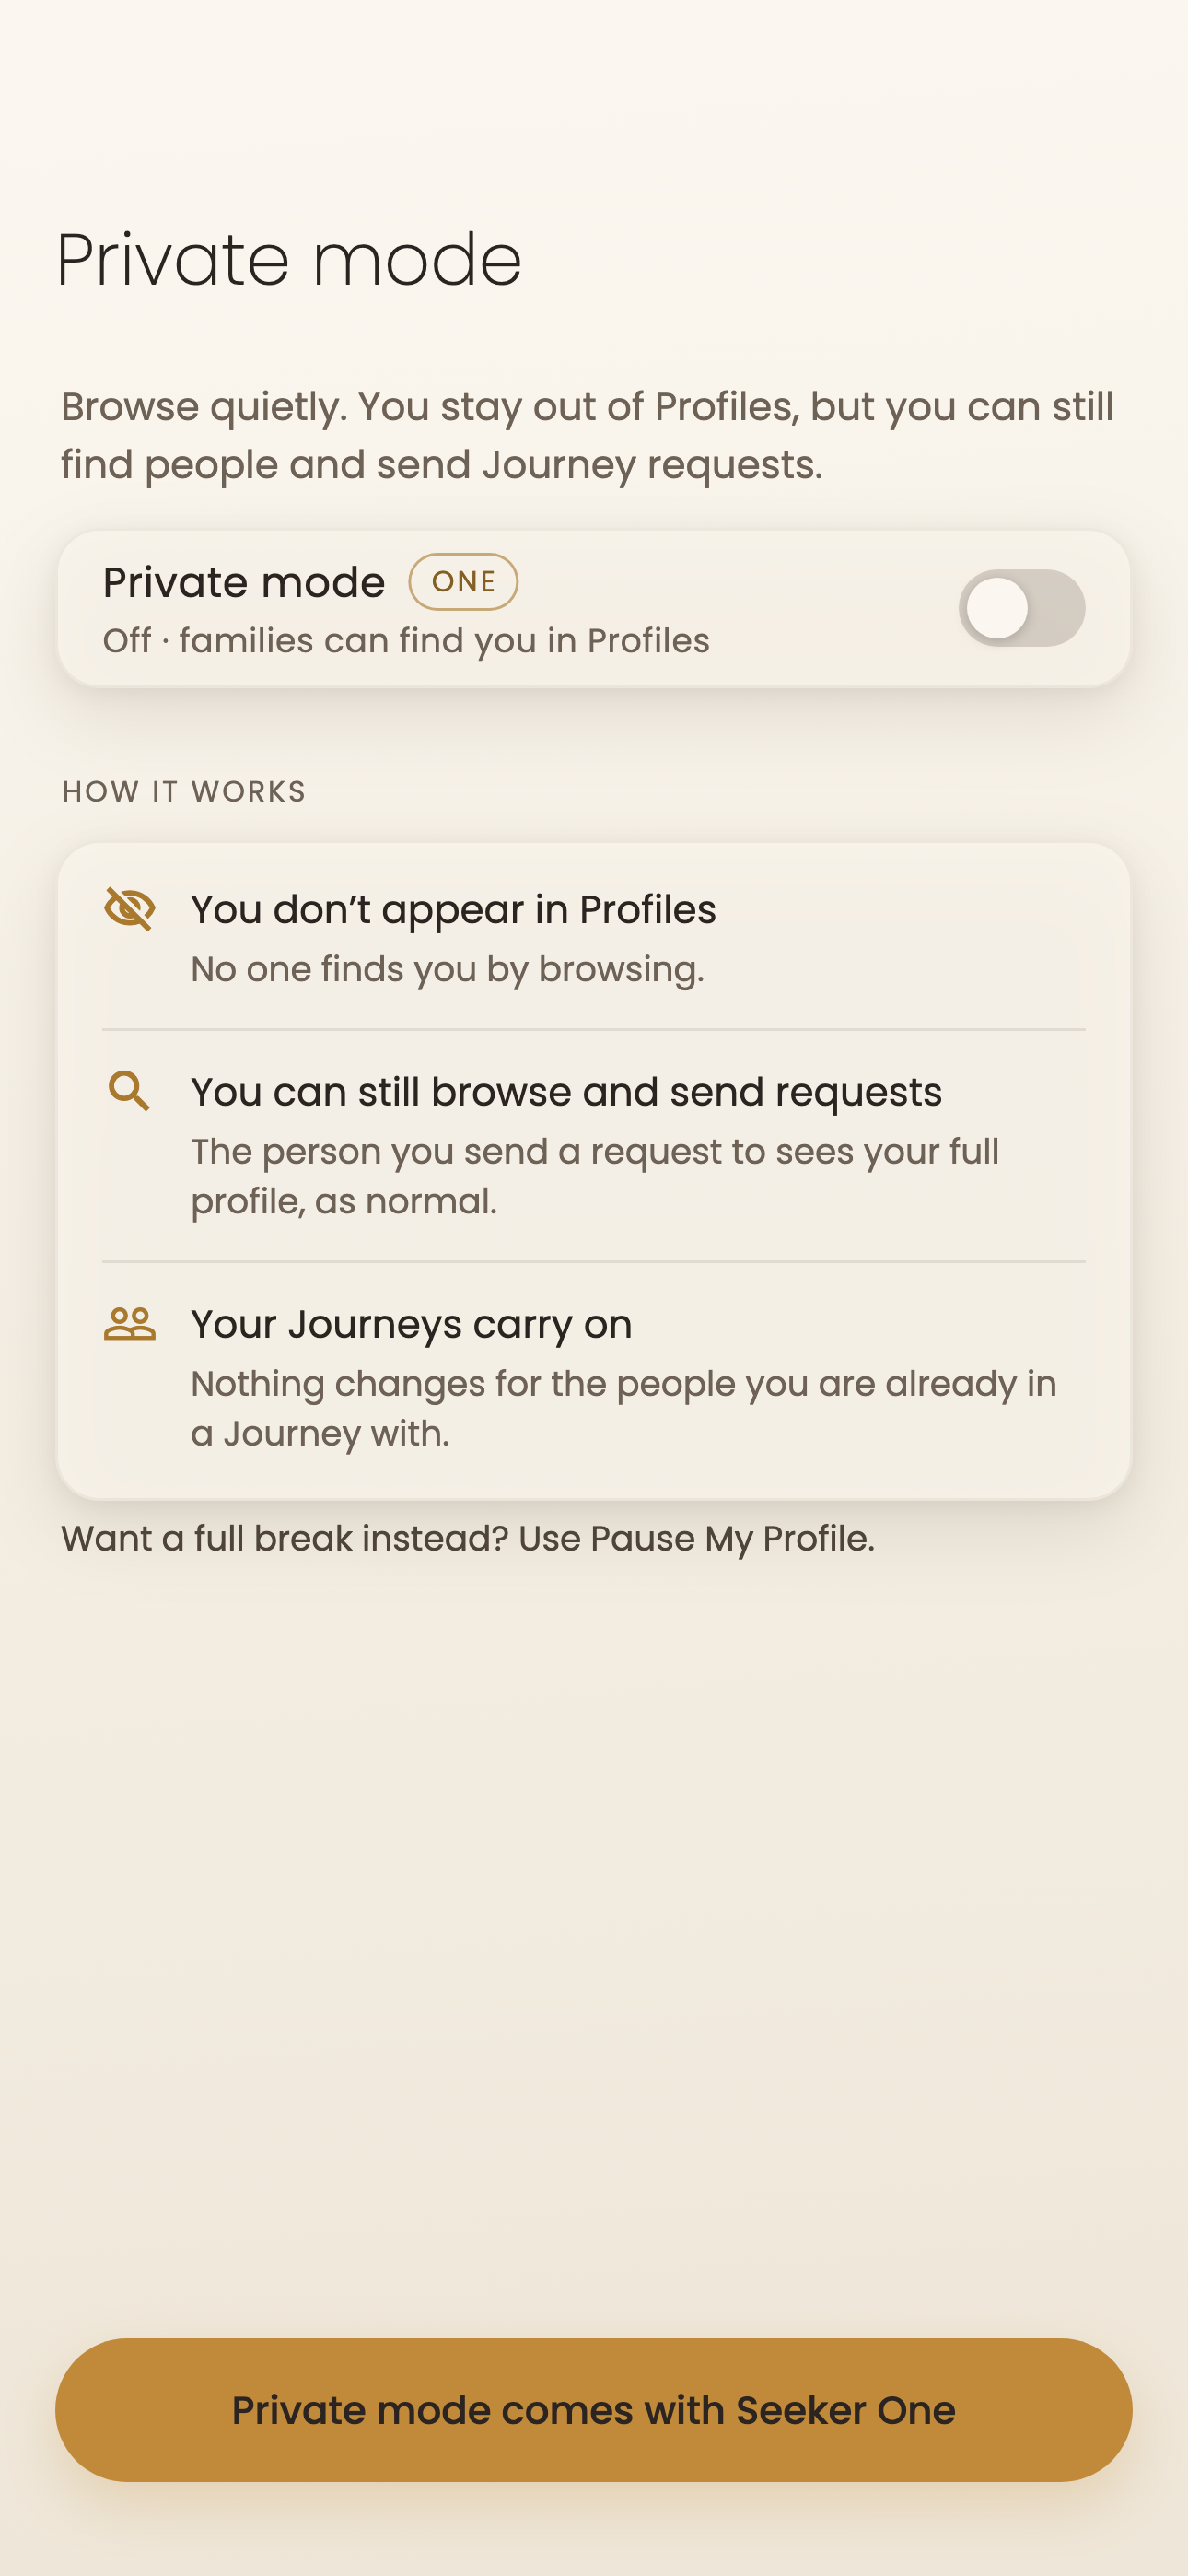 Private mode
Browse quietly. You stay out of Profiles, but you can still
find people and send Journey requests.
Private mode ONE
Off · families can find you in Profiles
HOW IT WORKS
You don’t appear in Profiles
No one finds you by browsing.
You can still browse and send requests
The person you send a request to sees your full
profile, as normal.
Your Journeys carry on
Nothing changes for the people you are already in
a Journey with.
Want a full break instead? Use Pause My Profile.
Private mode comes with Seeker One